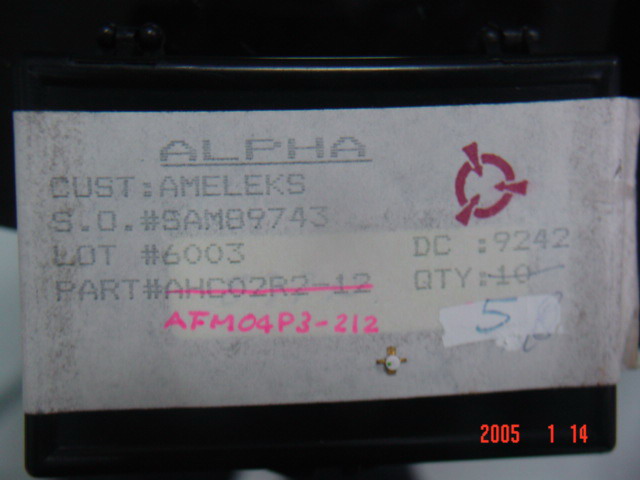 ALPHA
CUST:AMELEKS
S.O.#SAM89743
LOT #6003 DC :9242
PART#AHC02R2-12 QTY:10
AFM04P3-212 5
2005 1 14